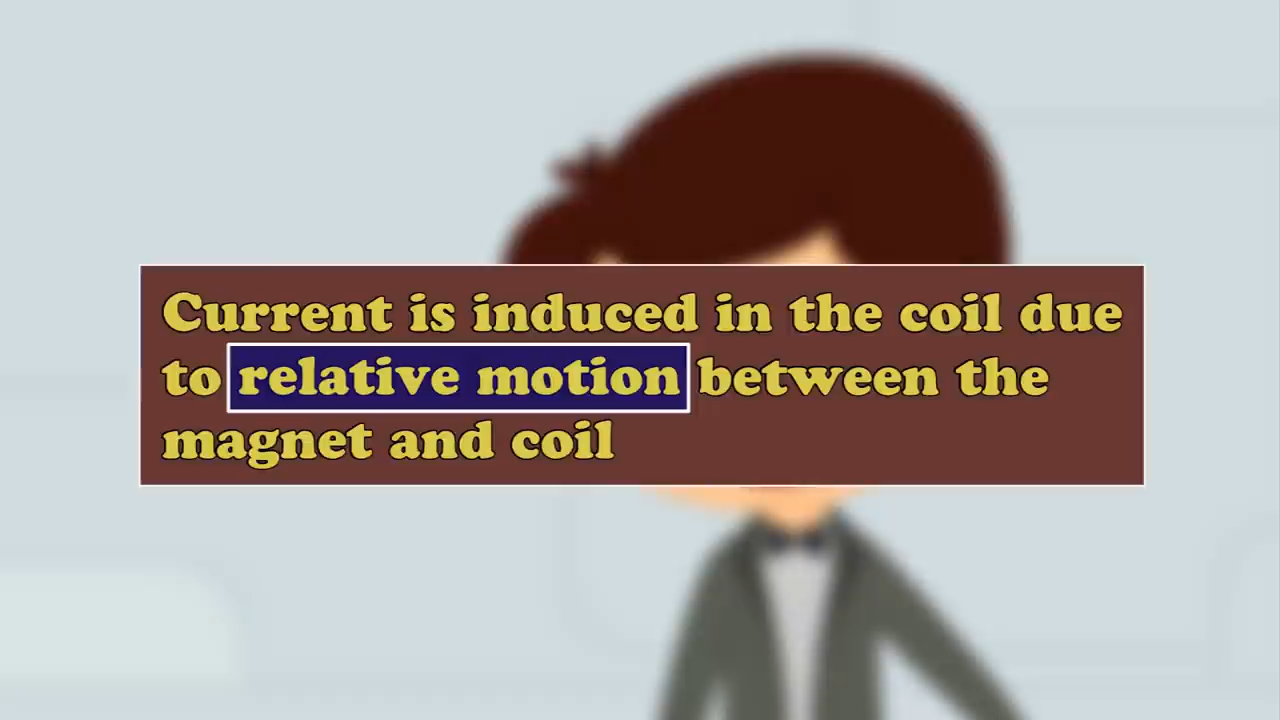 Current is induced in the coil due
to relative motion between the
magnet and coil